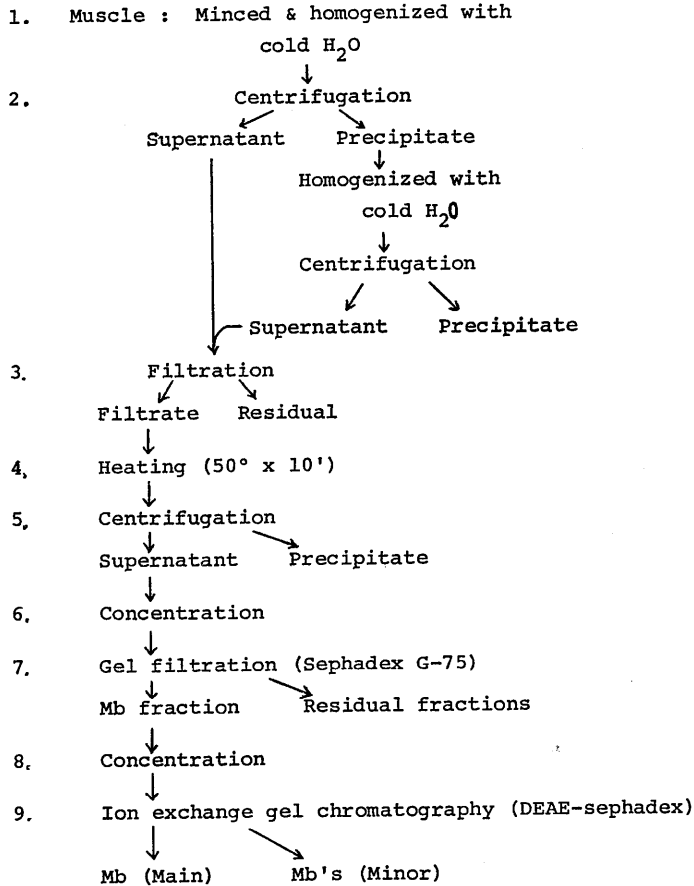 1. Muscle : Minced & homogenized with
cold H2O
2. Centrifugation
Supernatant Precipitate
Homogenized with
cold H2O
Centrifugation
Supernatant Precipitate
3. Filtration
Filtrate Residual
4. Heating (50° x 10')
5. Centrifugation
Supernatant Precipitate
6. Concentration
7. Gel filtration (Sephadex G-75)
Mb fraction Residual fractions
8. Concentration
9. Ion exchange gel chromatography (DEAE-sephadex)
Mb (Main) Mb's (Minor)